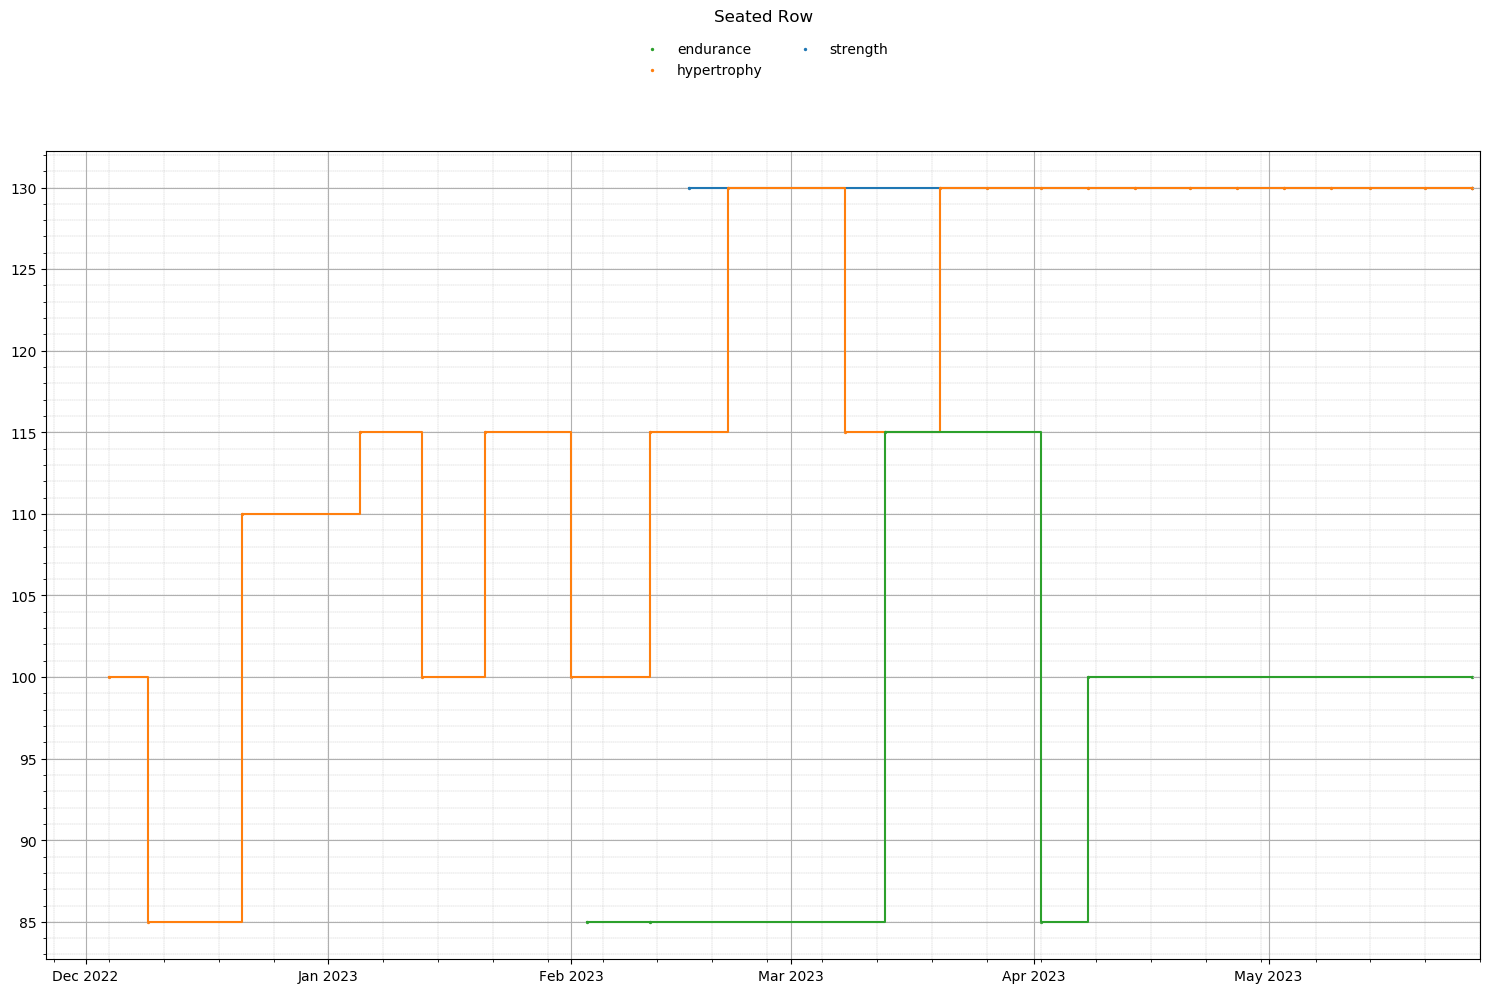 Seated Row
endurance
strength
hypertrophy
130
125
120
115
110
105
100
95
90
85
Dec 2022
Jan 2023
Feb 2023
Mar 2023
Apr 2023
May 2023